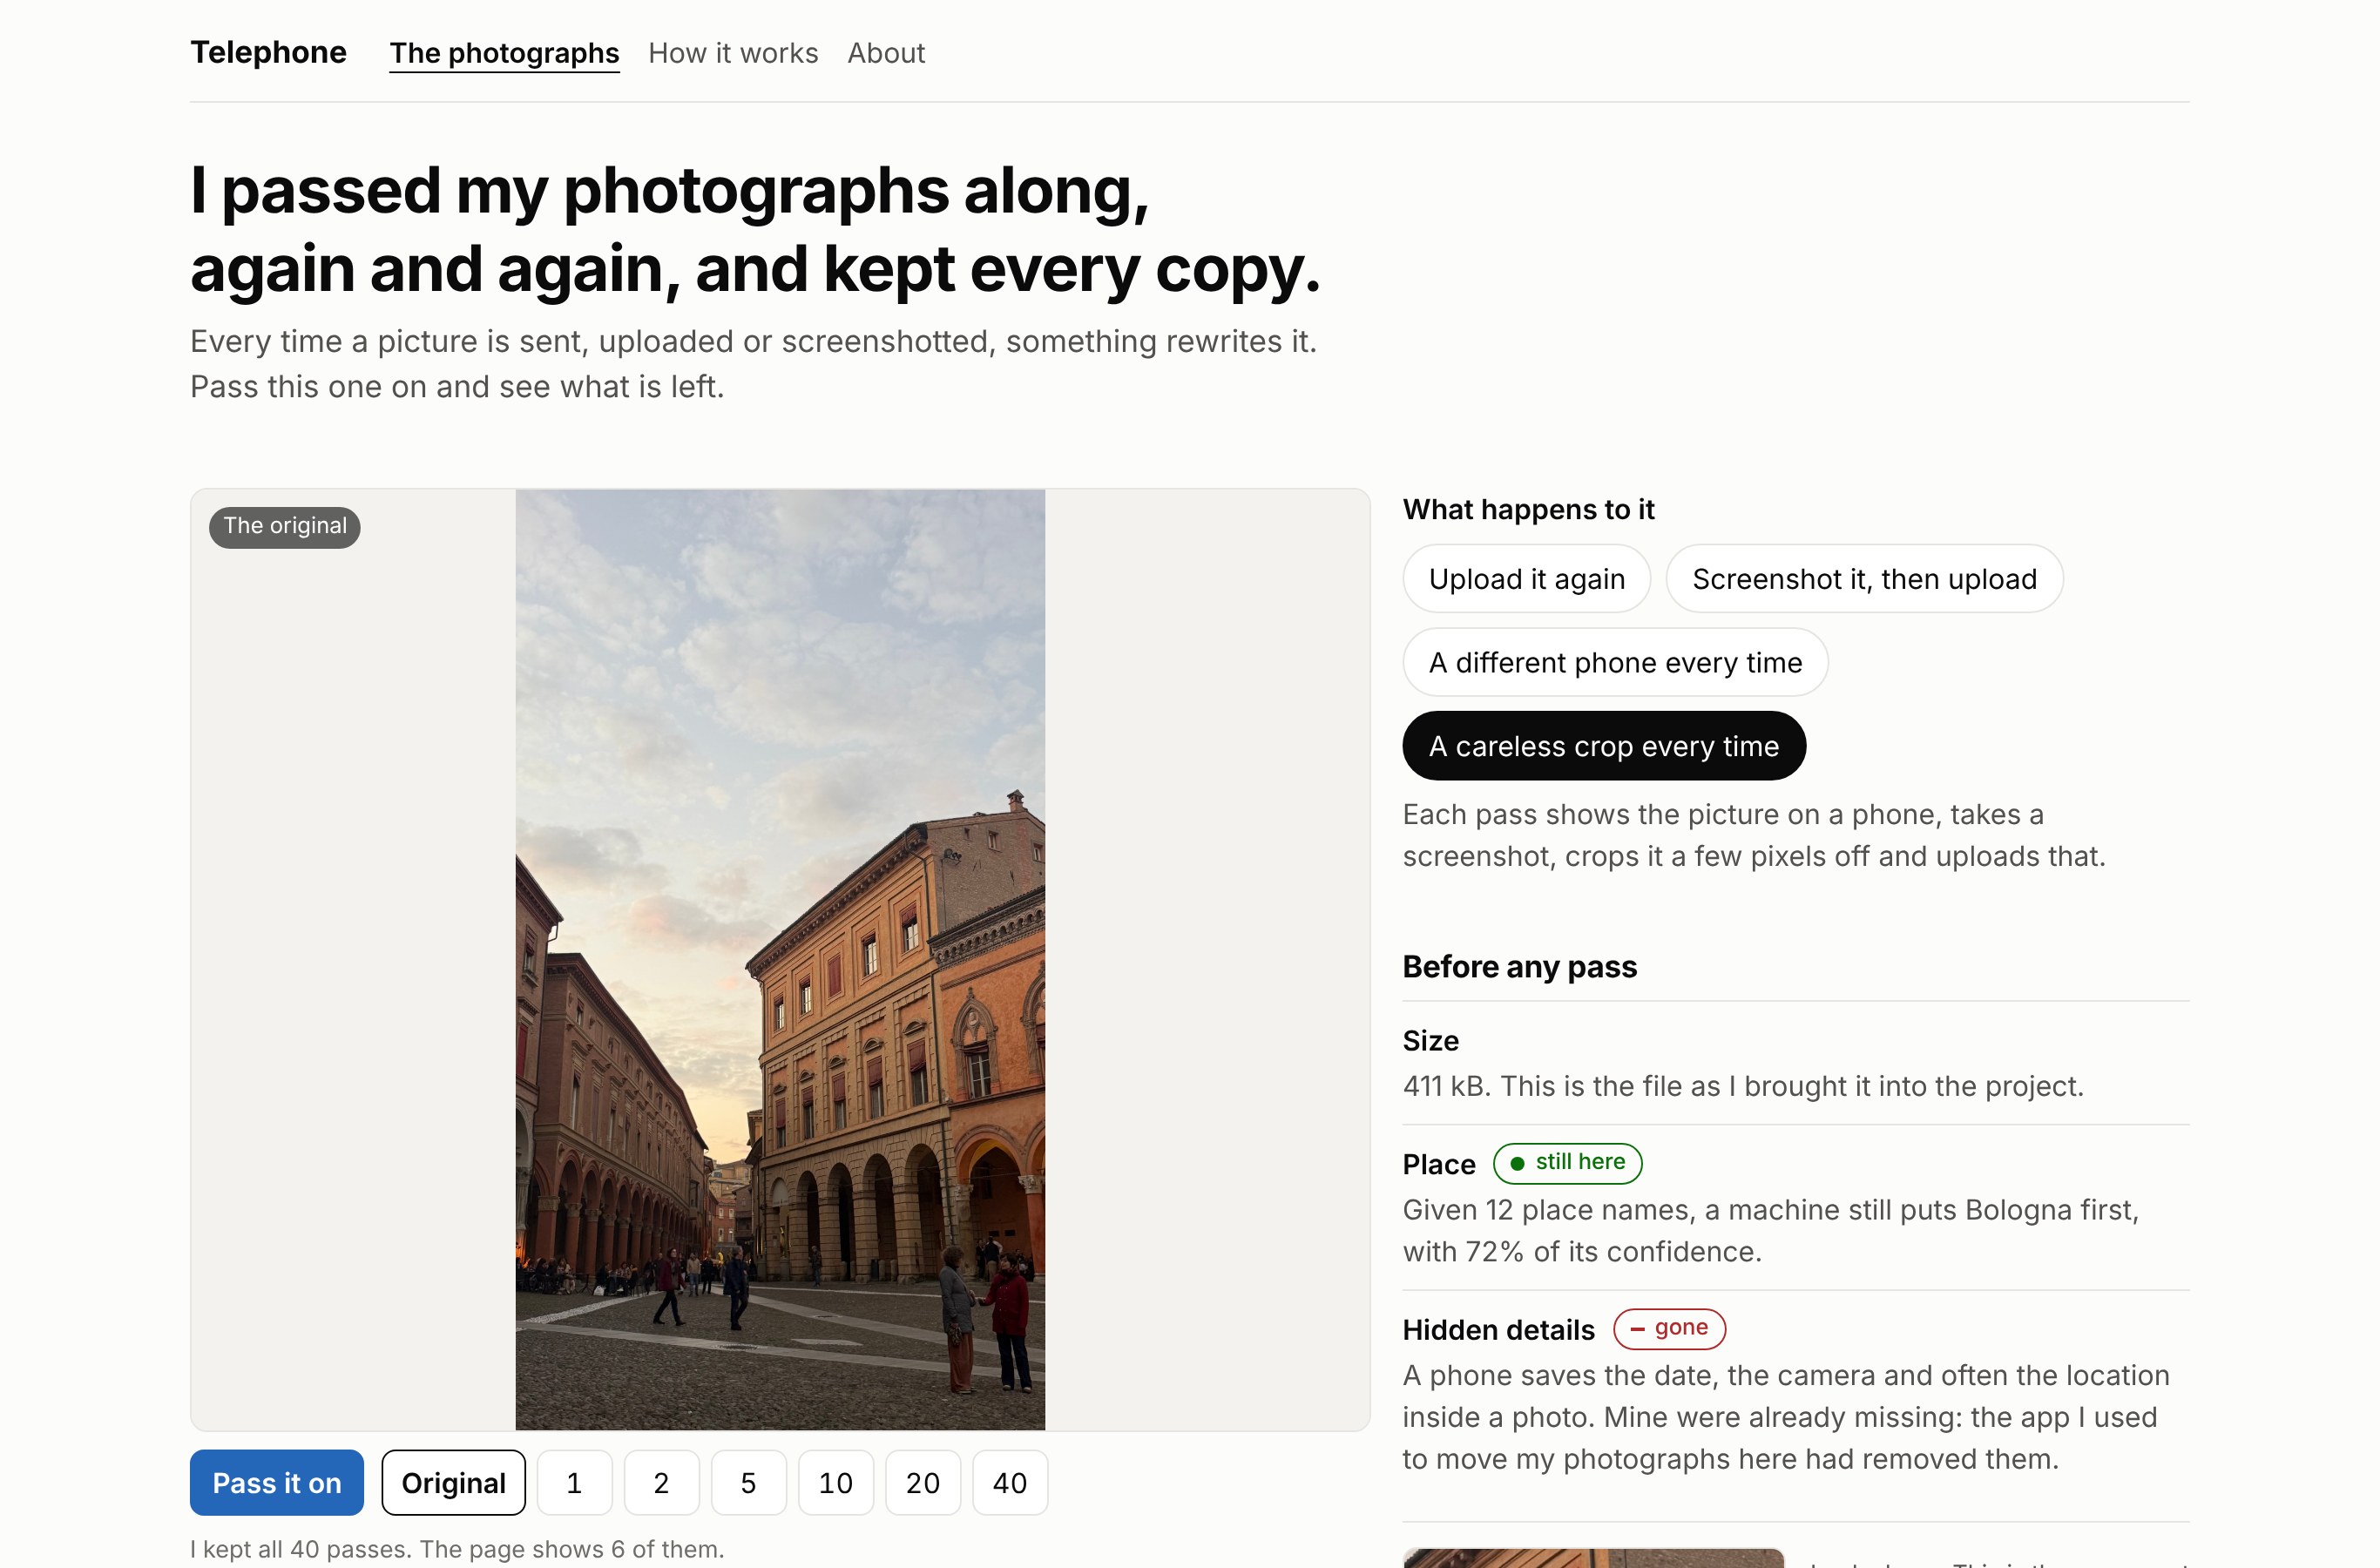 Telephone
The photographs
How it works
About
I passed my photographs along,
again and again, and kept every copy.
Every time a picture is sent, uploaded or screenshotted, something rewrites it.
Pass this one on and see what is left.
The original
What happens to it
Upload it again
Screenshot it, then upload
A different phone every time
A careless crop every time
Each pass shows the picture on a phone, takes a
screenshot, crops it a few pixels off and uploads that.
Before any pass
Size
411 kB. This is the file as I brought it into the project.
Place
still here
Given 12 place names, a machine still puts Bologna first,
with 72% of its confidence.
Hidden details
gone
A phone saves the date, the camera and often the location
inside a photo. Mine were already missing: the app I used
to move my photographs here had removed them.
Pass it on
Original
1
2
5
10
20
40
I kept all 40 passes. The page shows 6 of them.